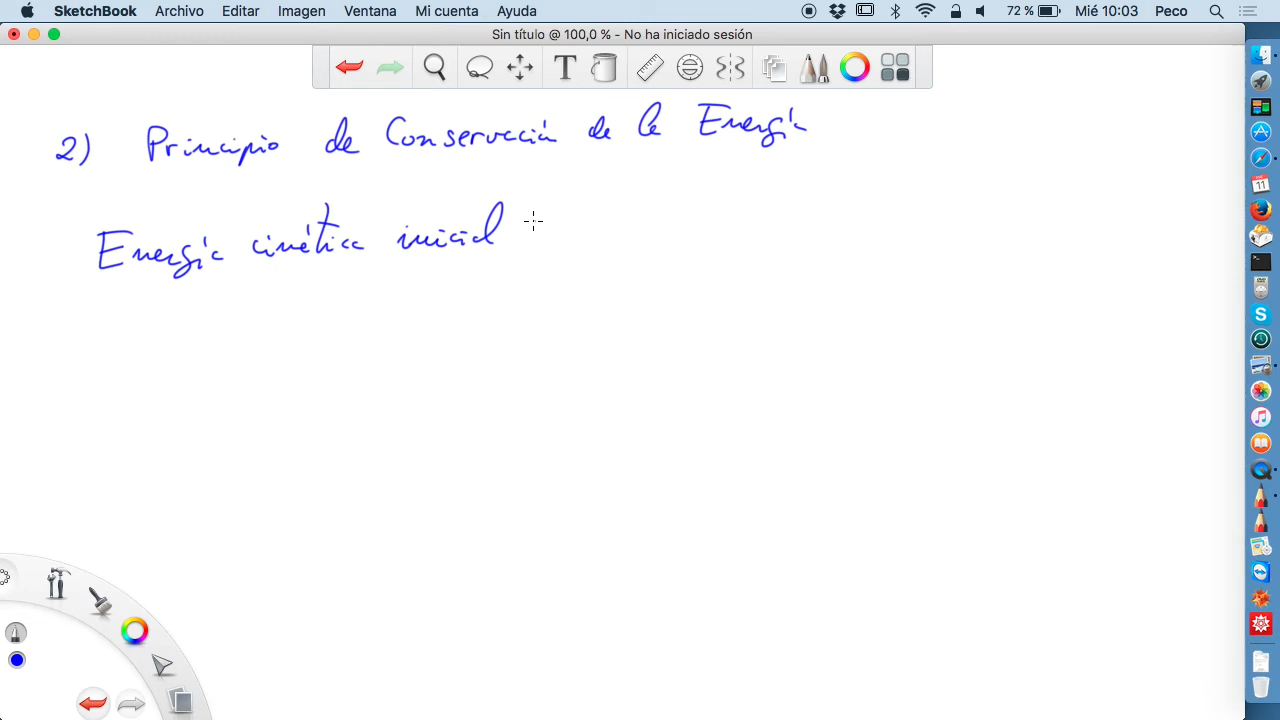 SketchBook Archivo Editar Imagen Ventana Mi cuenta Ayuda 72 % Mié 10:03 Peco
Sin título @ 100,0 % - No ha iniciado sesión
T
2) Principio de Conservación de la Energía
Energía cinética inicial
11
S